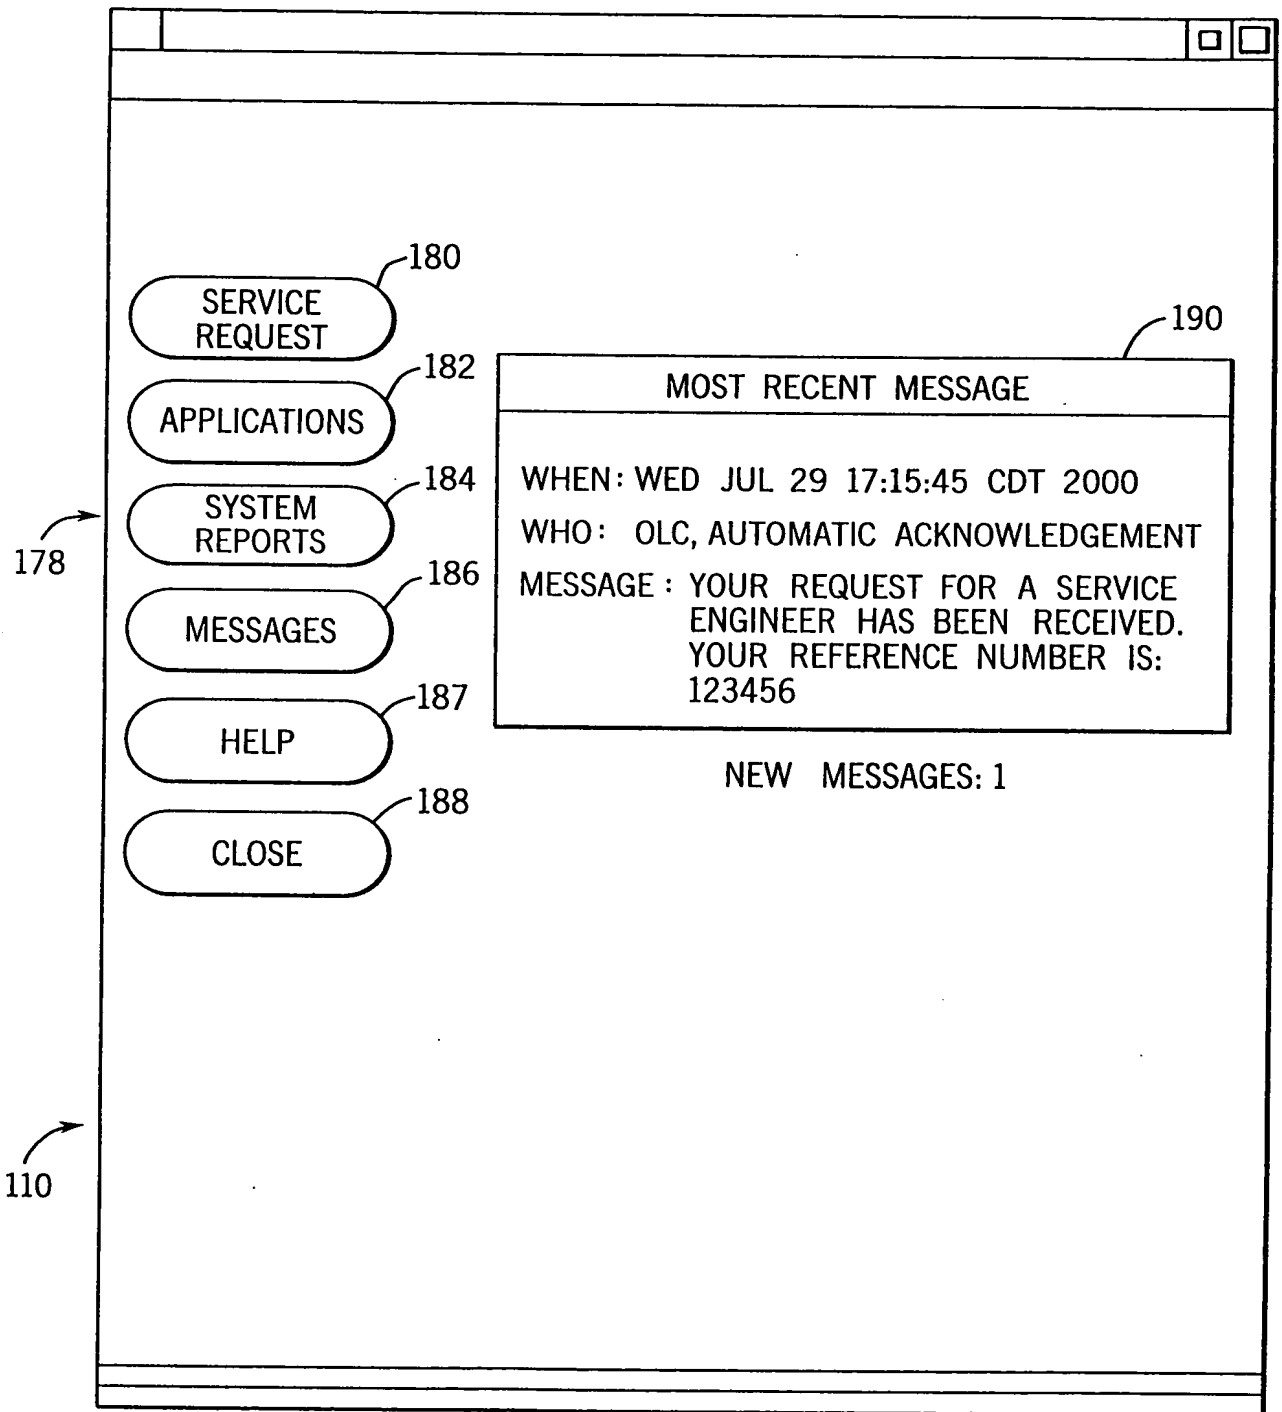 180
SERVICE
REQUEST
190
182
MOST RECENT MESSAGE
APPLICATIONS
184
WHEN: WED JUL 29 17:15:45 CDT 2000
SYSTEM
REPORTS
WHO: OLC, AUTOMATIC ACKNOWLEDGEMENT
178
186
MESSAGE: YOUR REQUEST FOR A SERVICE
ENGINEER HAS BEEN RECEIVED.
YOUR REFERENCE NUMBER IS:
123456
MESSAGES
187
HELP
NEW MESSAGES: 1
188
CLOSE
110